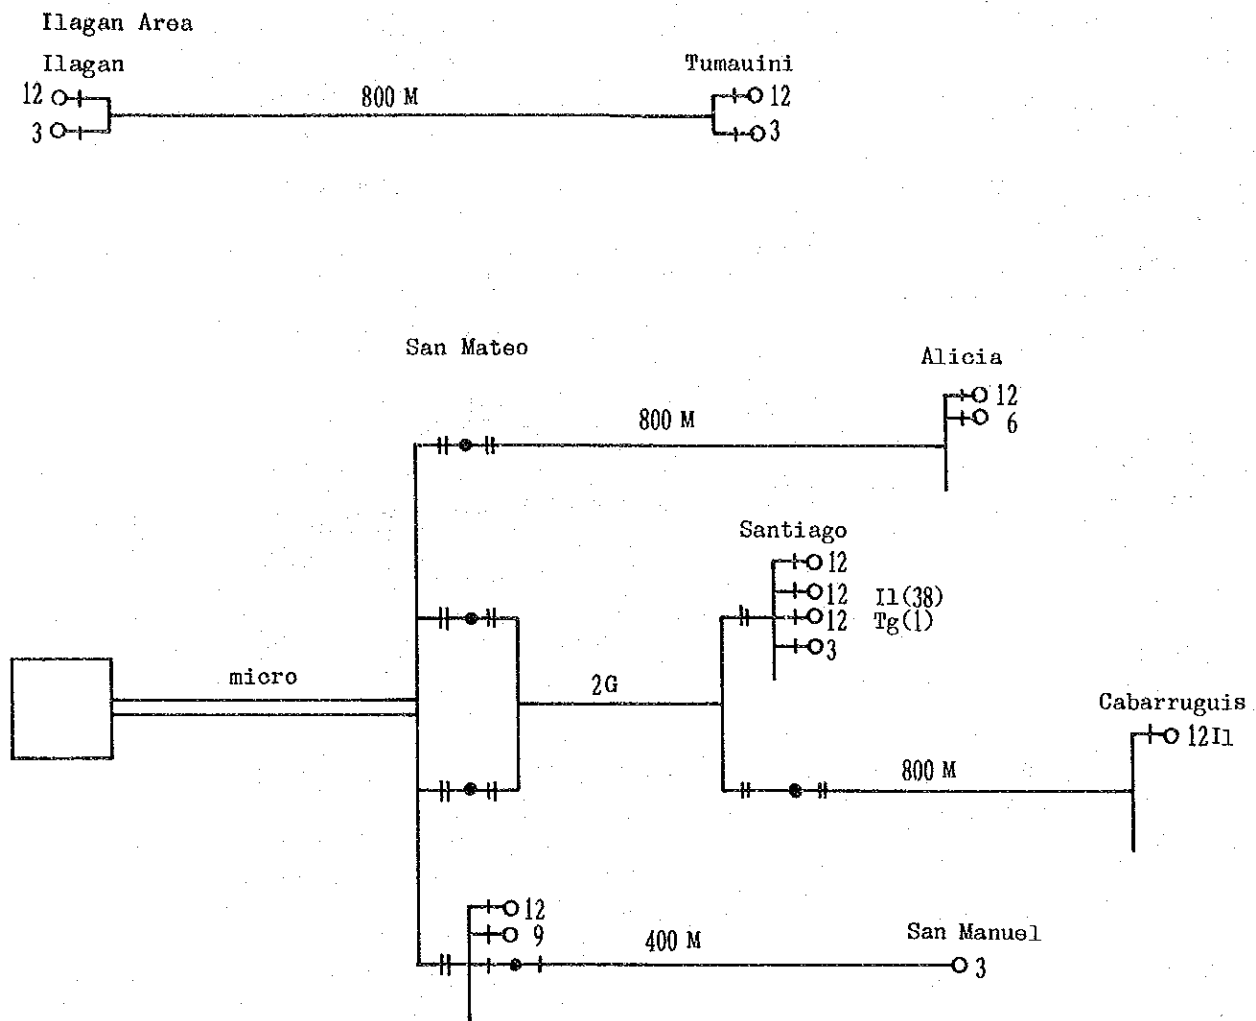 Ilagan Area
Ilagan
Tumauini
12
800 M
12
3
3
San Mateo
Alicia
12
800 M
6
Santiago
12
12 Il(38)
12 Tg(1)
3
micro
2G
Cabarruguis
12Il
800 M
12
9
400 M
San Manuel
3